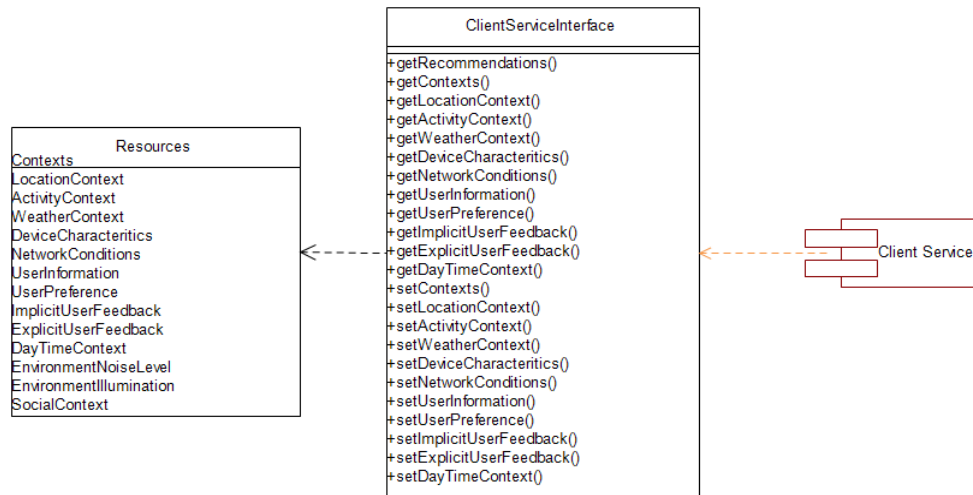 Resources
Contexts
LocationContext
ActivityContext
WeatherContext
DeviceCharacteritics
NetworkConditions
UserInformation
UserPreference
ImplicitUserFeedback
ExplicitUserFeedback
DayTimeContext
EnvironmentNoiseLevel
EnvironmentIllumination
SocialContext
ClientServiceInterface
+getRecommendations()
+getContexts()
+getLocationContext()
+getActivityContext()
+getWeatherContext()
+getDeviceCharacteritics()
+getNetworkConditions()
+getUserInformation()
+getUserPreference()
+getImplicitUserFeedback()
+getExplicitUserFeedback()
+getDayTimeContext()
+setContexts()
+setLocationContext()
+setActivityContext()
+setWeatherContext()
+setDeviceCharacteritics()
+setNetworkConditions()
+setUserInformation()
+setUserPreference()
+setImplicitUserFeedback()
+setExplicitUserFeedback()
+setDayTimeContext()
Client Service